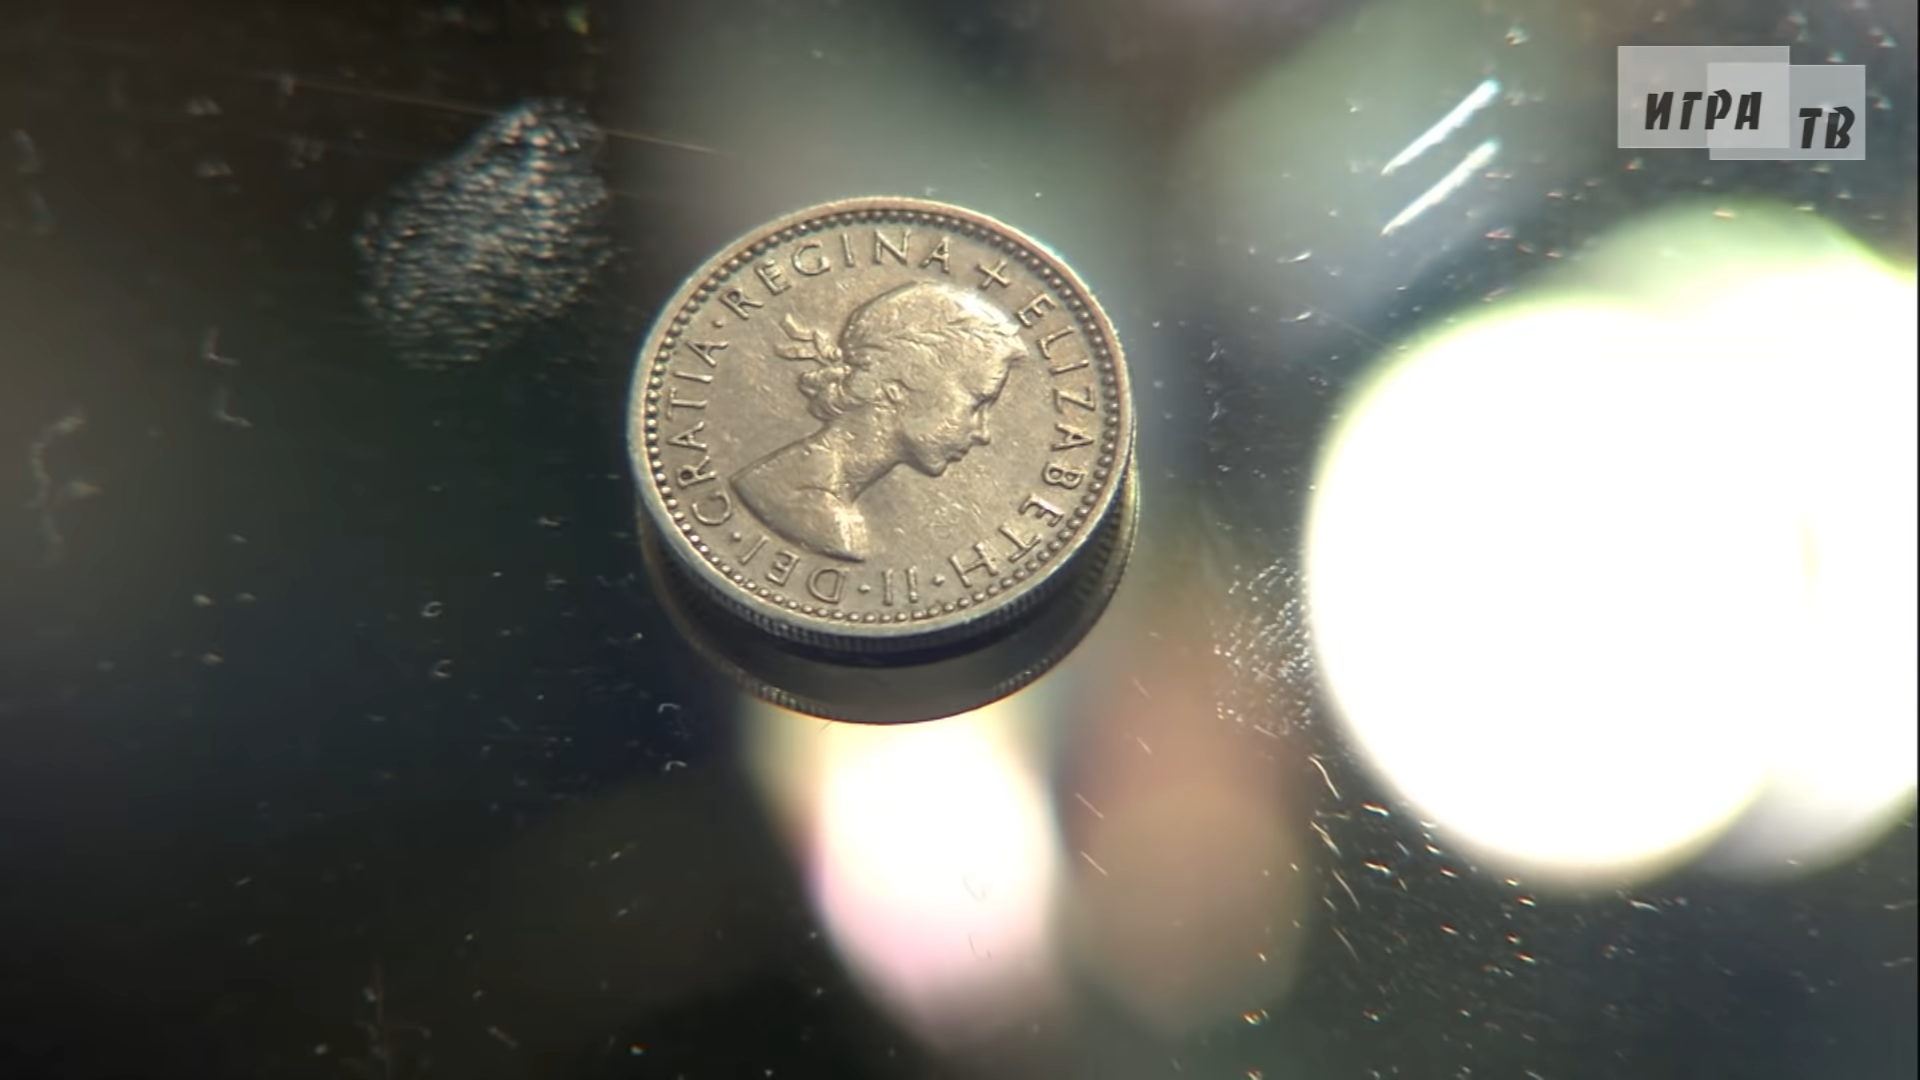 ИГРА
ТВ
+ ELIZABETH · II · DEI · GRATIA · REGINA